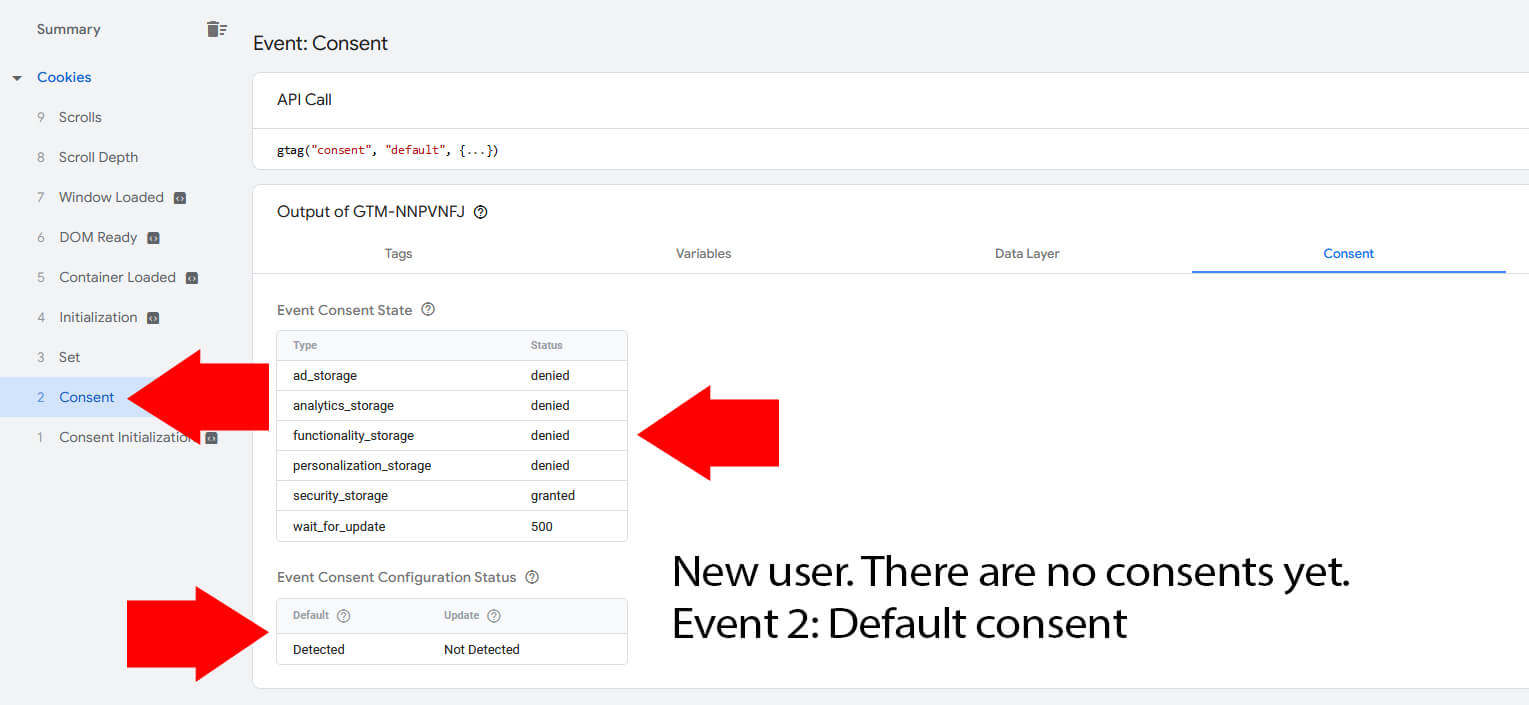 Summary
Cookies
9 Scrolls
8 Scroll Depth
7 Window Loaded
6 DOM Ready
5 Container Loaded
4 Initialization
3 Set
2 Consent
1 Consent Initialization
Event: Consent
API Call
gtag("consent", "default", {...})
Output of GTM-NNPVNFJ
Tags Variables Data Layer Consent
Event Consent State
Type Status
ad_storage denied
analytics_storage denied
functionality_storage denied
personalization_storage denied
security_storage granted
wait_for_update 500
Event Consent Configuration Status
Default Update
Detected Not Detected
New user. There are no consents yet.
Event 2: Default consent